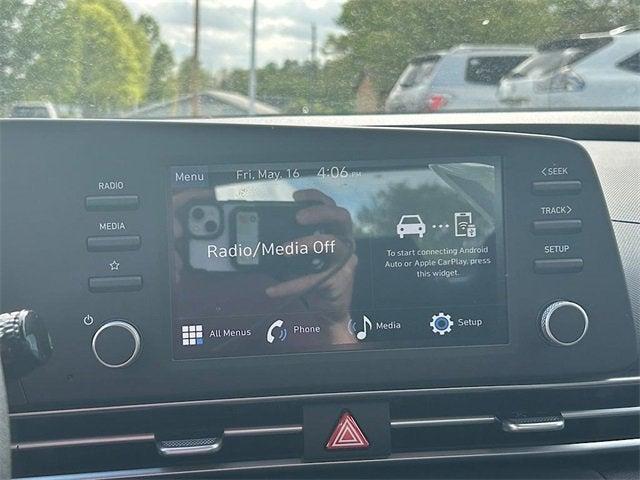 Menu Fri, May, 16 4:06 PM
RADIO
MEDIA
Radio/Media Off
To start connecting Android
Auto or Apple CarPlay, press
this widget.
All Menus Phone Media Setup
< SEEK
TRACK >
SETUP